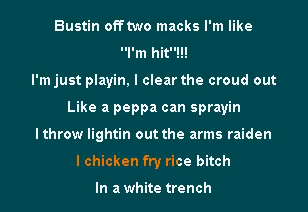 Bustin off two macks I'm like
"I'm hit"!!!
I'm just playin, I clear the croud out
Like a peppa can sprayin
I throw lightin out the arms raiden
I chicken fry rice bitch
In a white trench